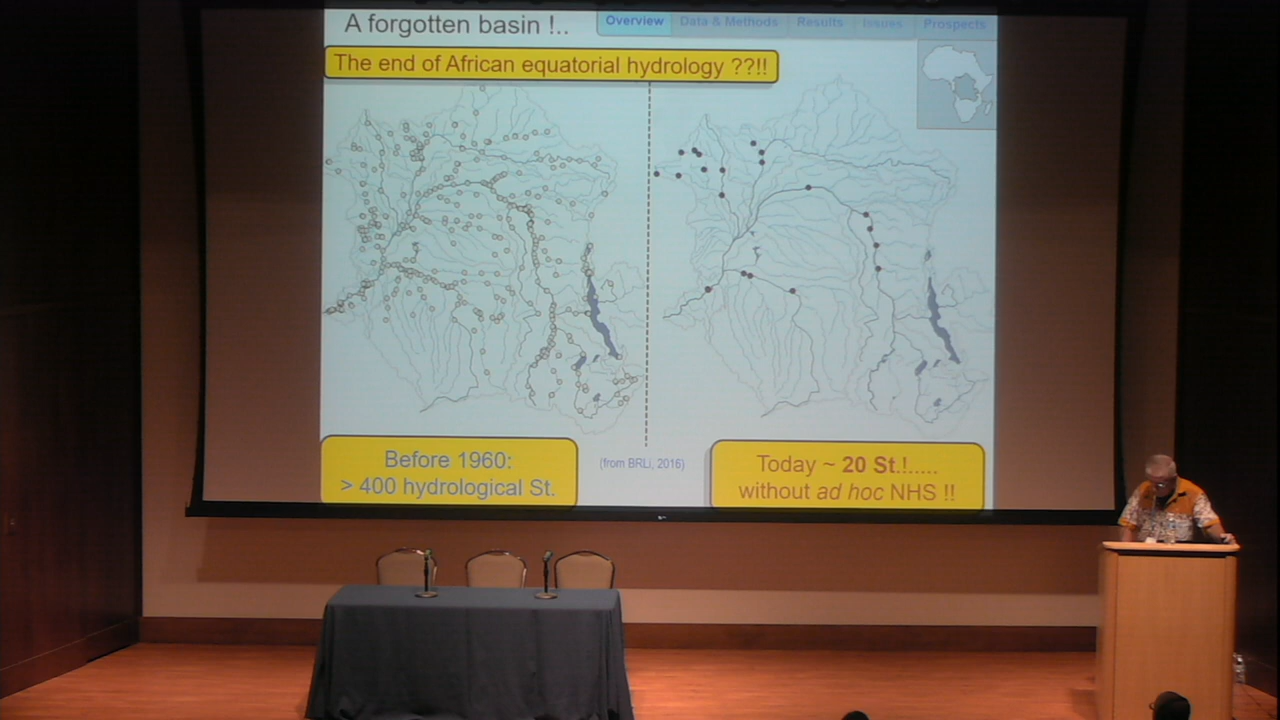 A forgotten basin !..
Overview Data & Methods Results Issues Prospects
The end of African equatorial hydrology ??!!
Before 1960:
> 400 hydrological St.
(from BRLi, 2016)
Today ~ 20 St.!.....
without ad hoc NHS !!